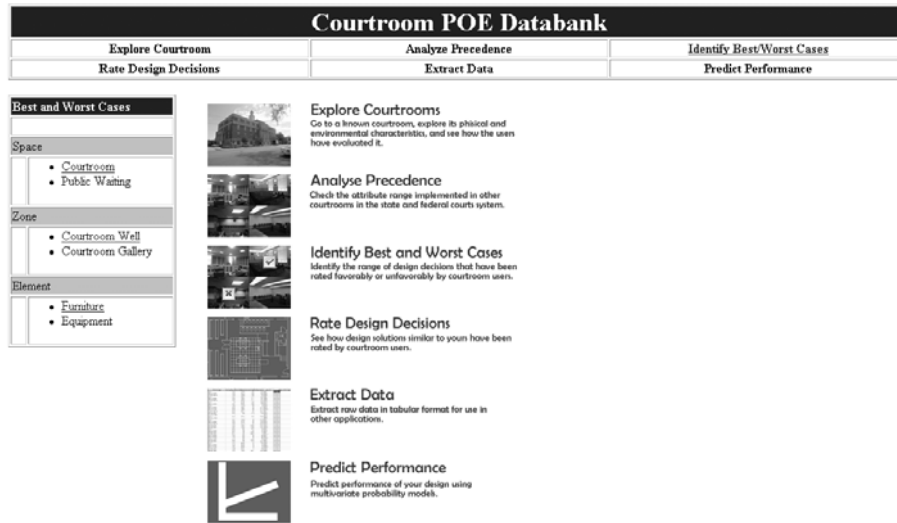 Courtroom POE Databank
Explore Courtroom Analyze Precedence Identify Best/Worst Cases
Rate Design Decisions Extract Data Predict Performance
Best and Worst Cases
Space
Courtroom
Public Waiting
Zone
Courtroom Well
Courtroom Gallery
Element
Furniture
Equipment
Explore Courtrooms
Go to a known courtroom, explore its phisical and
environmental characteristics, and see how the users
have evaluated it.
Analyse Precedence
Check the attribute range implemented in other
courtrooms in the state and federal courts system.
Identify Best and Worst Cases
Identify the range of design decisions that have been
rated favorably or unfavorably by courtroom users.
Rate Design Decisions
See how design solutions similar to yours have been
rated by courtroom users.
Extract Data
Extract raw data in tabular format for use in
other applications.
Predict Performance
Predict performance of your design using
multivariate probability models.